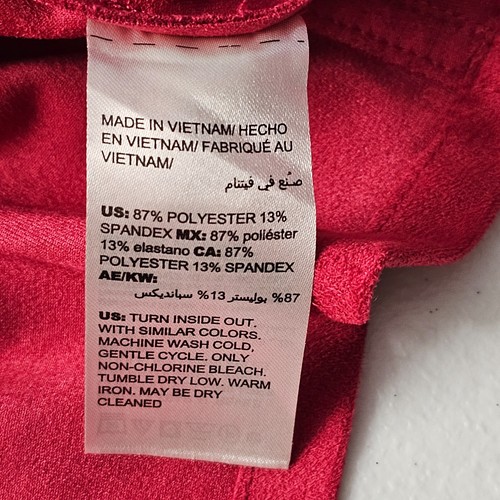 MADE IN VIETNAM/ HECHO
EN VIETNAM/ FABRIQUÉ AU
VIETNAM/
صُنع في فيتنام
US: 87% POLYESTER 13%
SPANDEX MX: 87% poliéster
13% elastano CA: 87%
POLYESTER 13% SPANDEX
AE/KW:
87% بوليستر 13% سبانديكس
US: TURN INSIDE OUT.
WITH SIMILAR COLORS.
MACHINE WASH COLD,
GENTLE CYCLE. ONLY
NON-CHLORINE BLEACH.
TUMBLE DRY LOW. WARM
IRON. MAY BE DRY
CLEANED